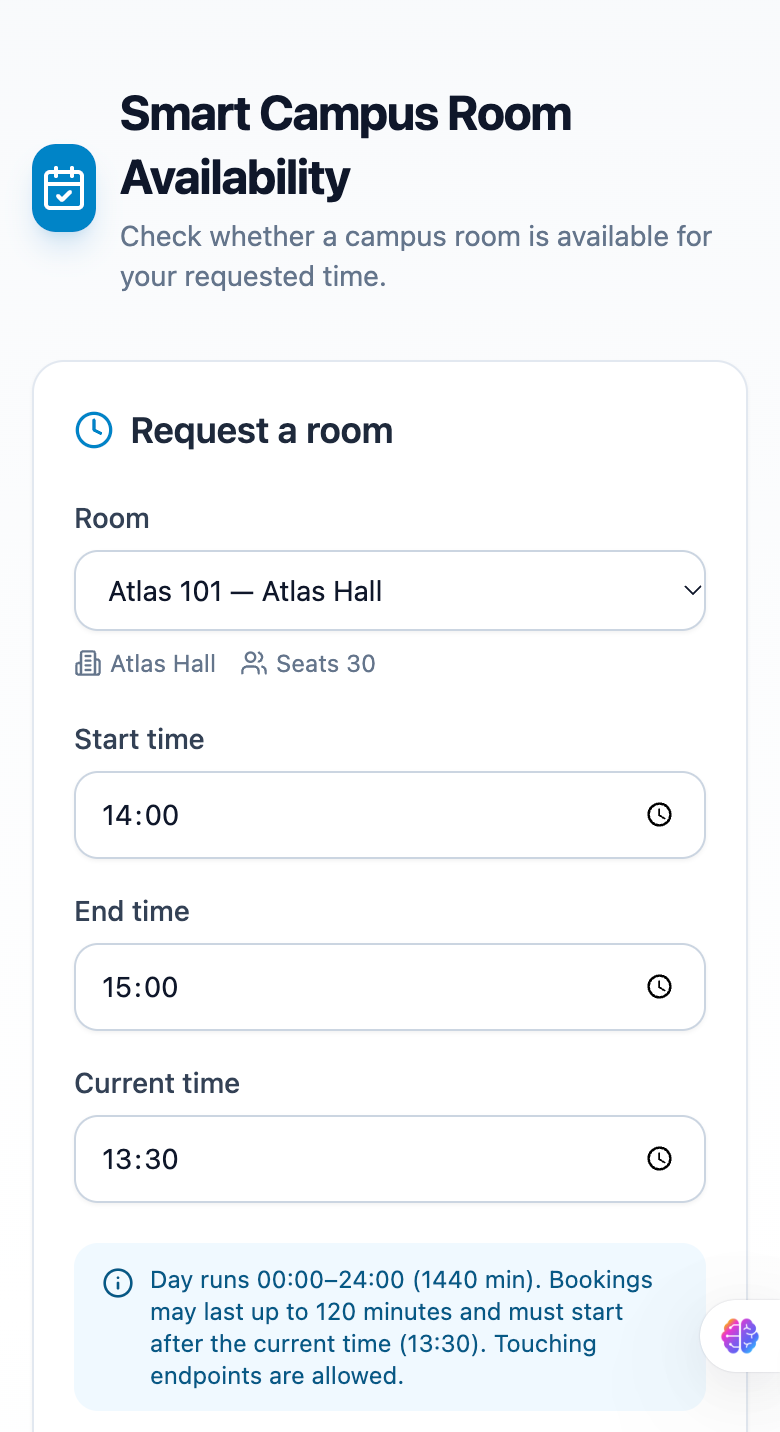 Smart Campus Room
Availability
Check whether a campus room is available for
your requested time.
Request a room
Room
Atlas 101 — Atlas Hall
Atlas Hall Seats 30
Start time
14:00
End time
15:00
Current time
13:30
Day runs 00:00–24:00 (1440 min). Bookings
may last up to 120 minutes and must start
after the current time (13:30). Touching
endpoints are allowed.